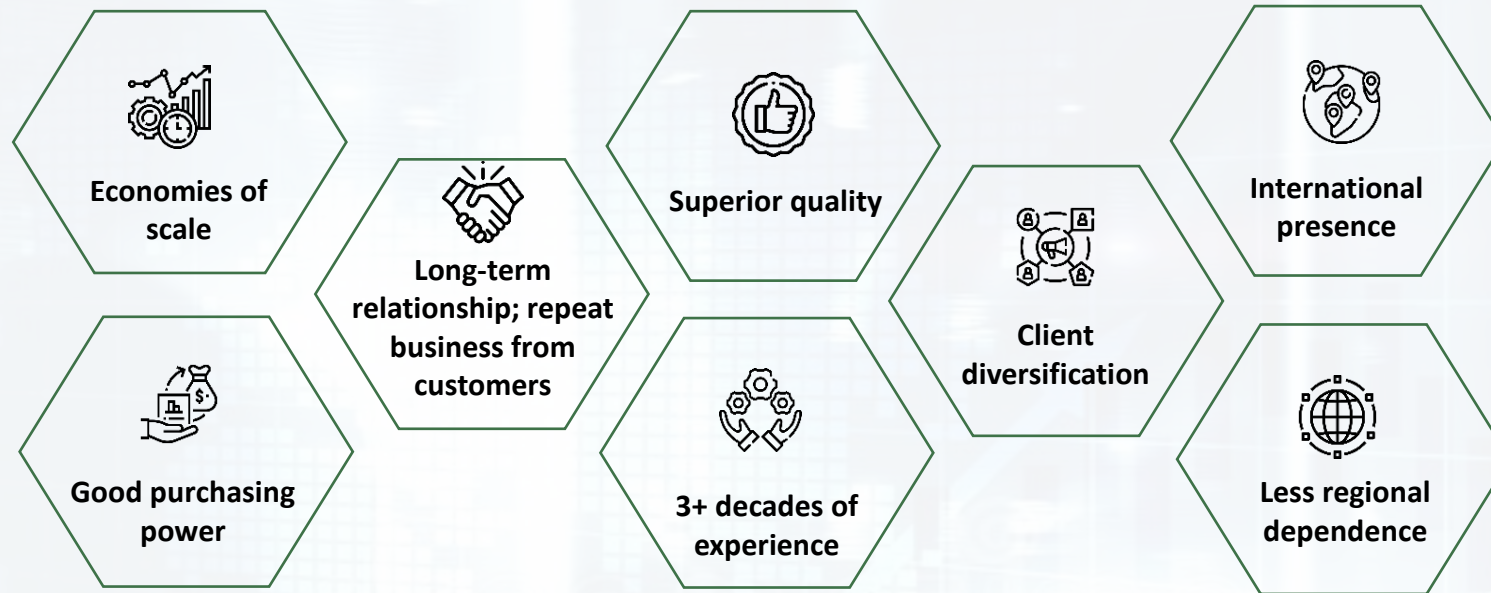 Economies of
scale
Good purchasing
power
Long-term
relationship; repeat
business from
customers
Superior quality
3+ decades of
experience
Client
diversification
International
presence
Less regional
dependence